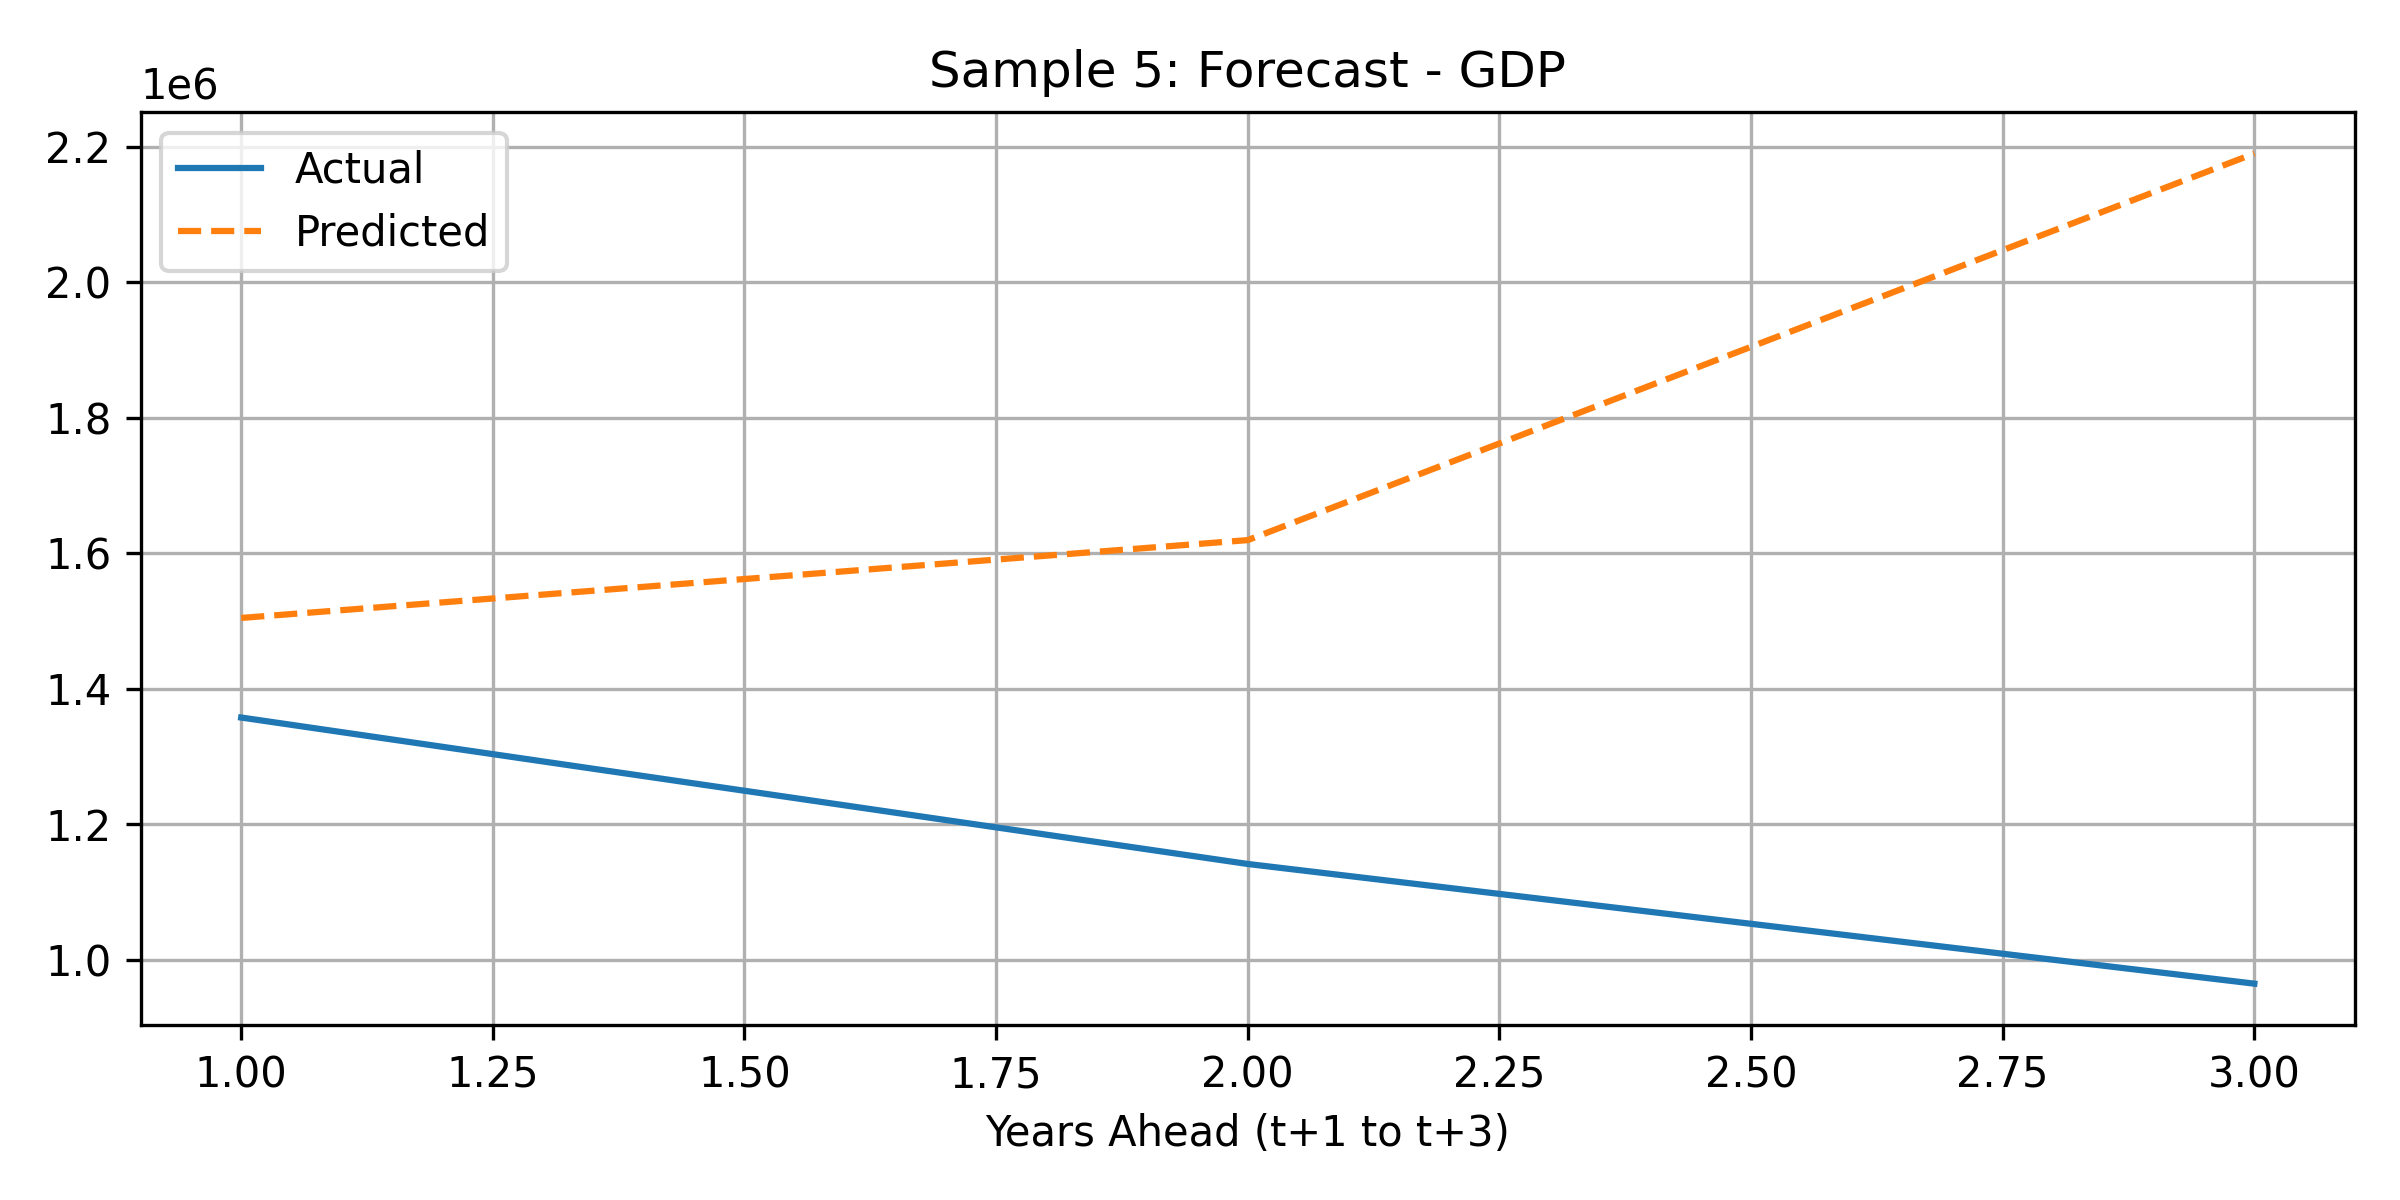 Sample 5: Forecast - GDP
1e6
Actual
Predicted
2.2
2.0
1.8
1.6
1.4
1.2
1.0
1.00 1.25 1.50 1.75 2.00 2.25 2.50 2.75 3.00
Years Ahead (t+1 to t+3)